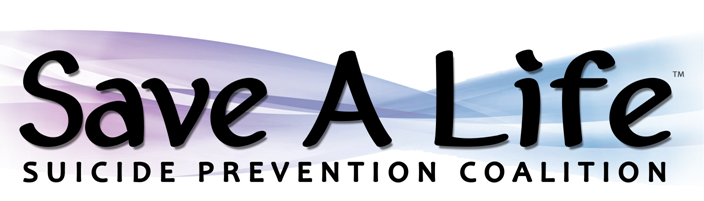 Save A Life™
SUICIDE PREVENTION COALITION